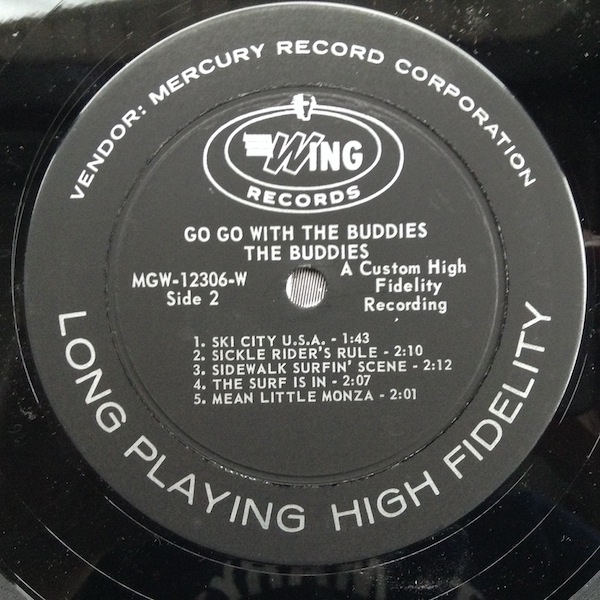 VENDOR: MERCURY RECORD CORPORATION
WING
RECORDS
GO GO WITH THE BUDDIES
THE BUDDIES
MGW-12306-W
Side 2
A Custom High
Fidelity
Recording
1. SKI CITY U.S.A. - 1:43
2. SICKLE RIDER'S RULE - 2:10
3. SIDEWALK SURFIN' SCENE - 2:12
4. THE SURF IS IN - 2:07
5. MEAN LITTLE MONZA - 2:01
LONG PLAYING HIGH FIDELITY